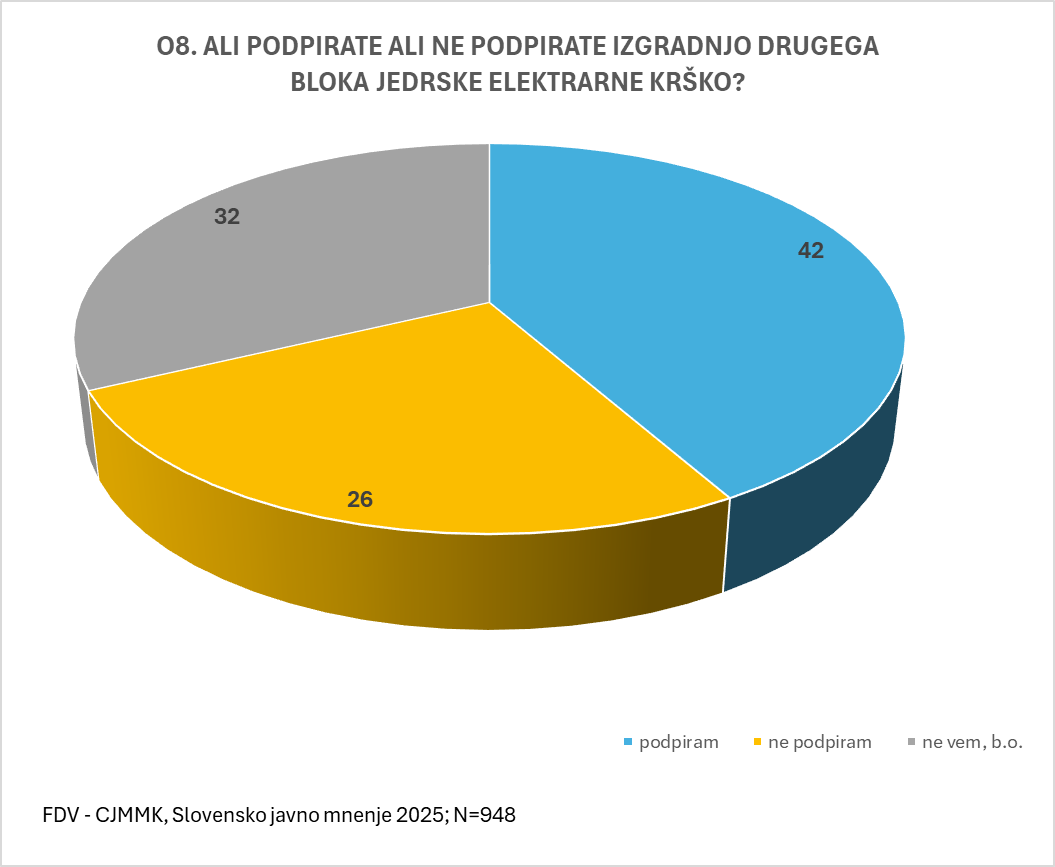 O8. ALI PODPIRATE ALI NE PODPIRATE IZGRADNJO DRUGEGA
BLOKA JEDRSKE ELEKTRARNE KRŠKO?
32
42
26
podpiram ne podpiram ne vem, b.o.
FDV - CJMMK, Slovensko javno mnenje 2025; N=948